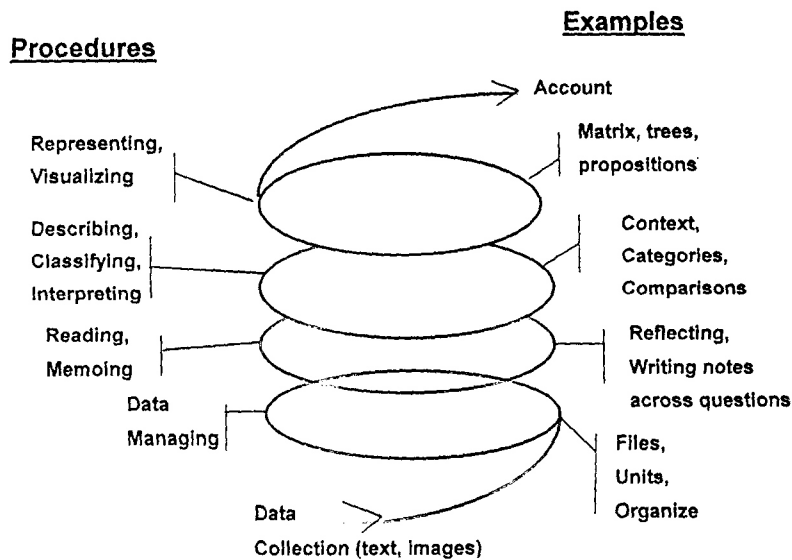 Procedures
Examples
Account
Representing,
Visualizing
Matrix, trees,
propositions
Describing,
Classifying,
Interpreting
Context,
Categories,
Comparisons
Reading,
Memoing
Reflecting,
Writing notes
across questions
Data
Managing
Files,
Units,
Organize
Data
Collection (text, images)